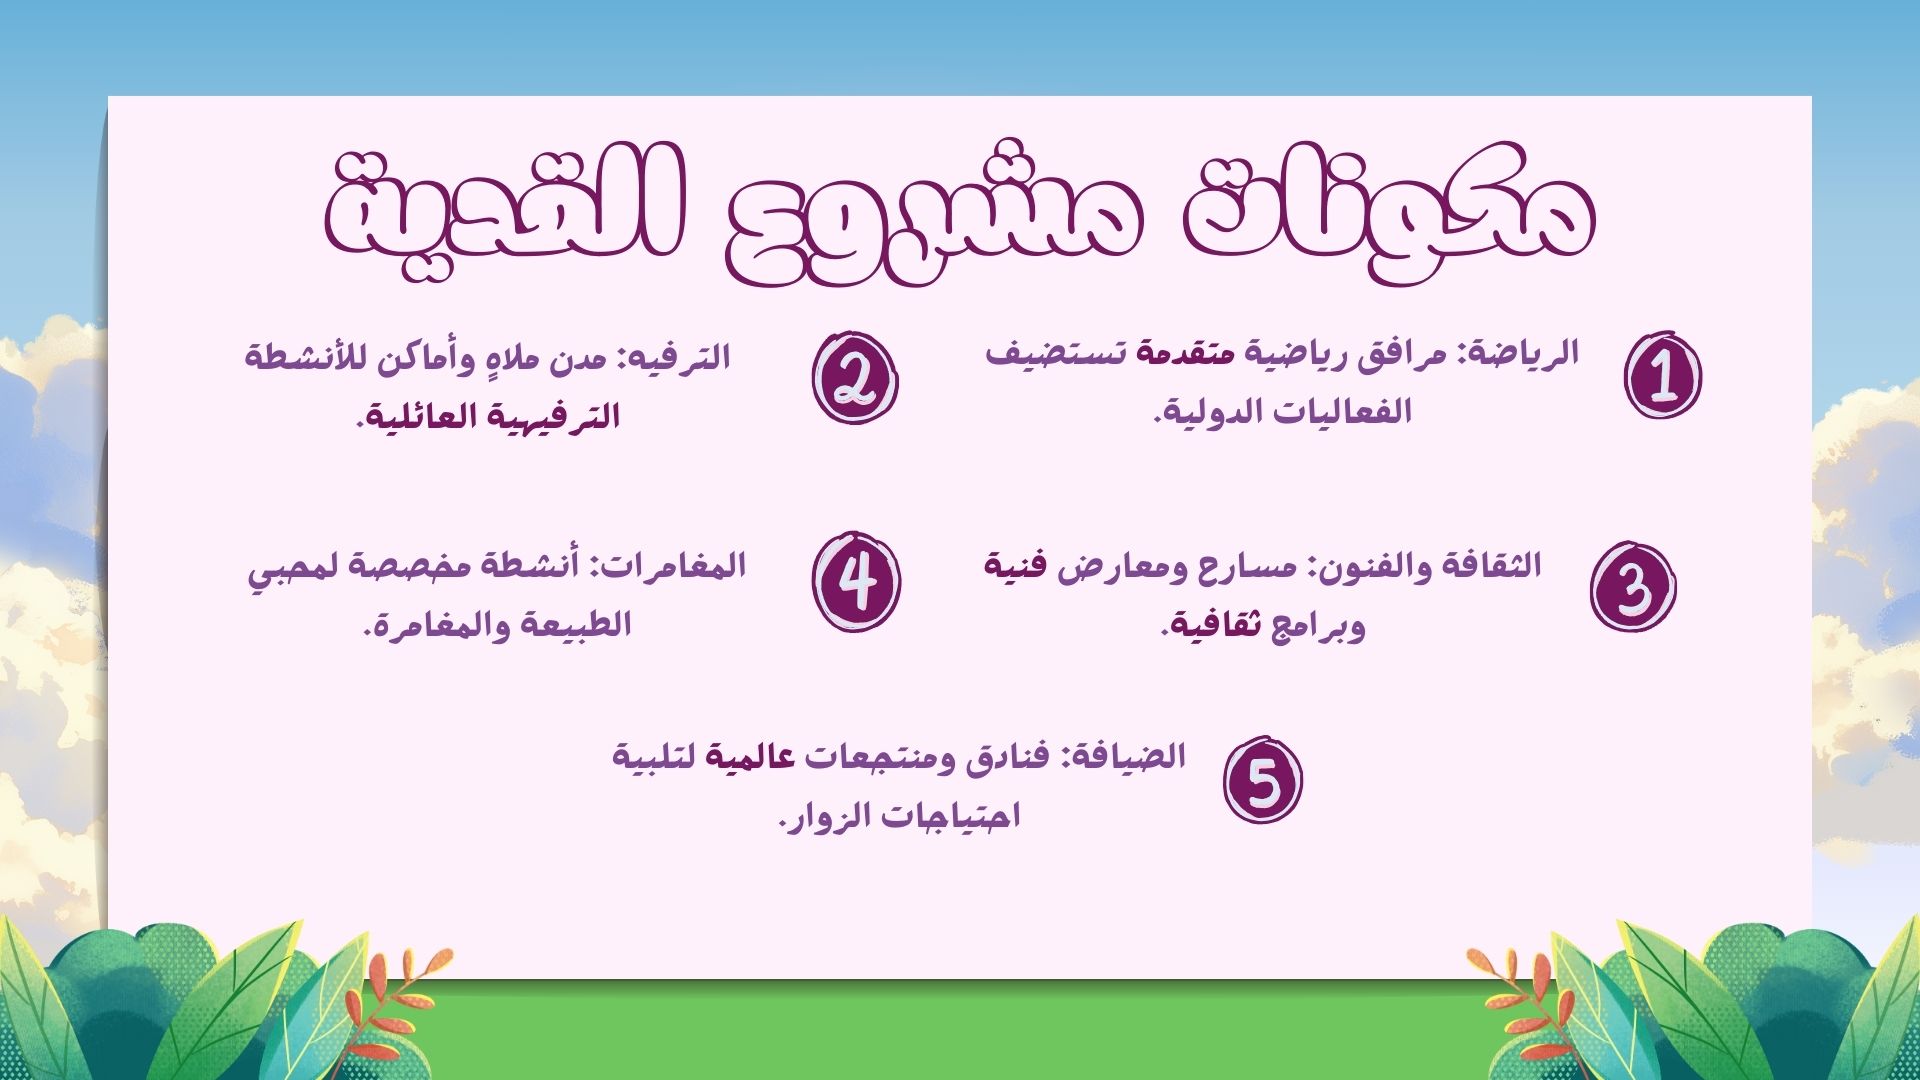 مكونات مشروع القدية
1
الرياضة: مرافق رياضية متقدمة تستضيف
الفعاليات الدولية.
2
الترفيه: مدن ملاهٍ وأماكن للأنشطة
الترفيهية العائلية.
3
الثقافة والفنون: مسارح ومعارض فنية
وبرامج ثقافية.
4
المغامرات: أنشطة مخصصة لمحبي
الطبيعة والمغامرة.
5
الضيافة: فنادق ومنتجعات عالمية لتلبية
احتياجات الزوار.